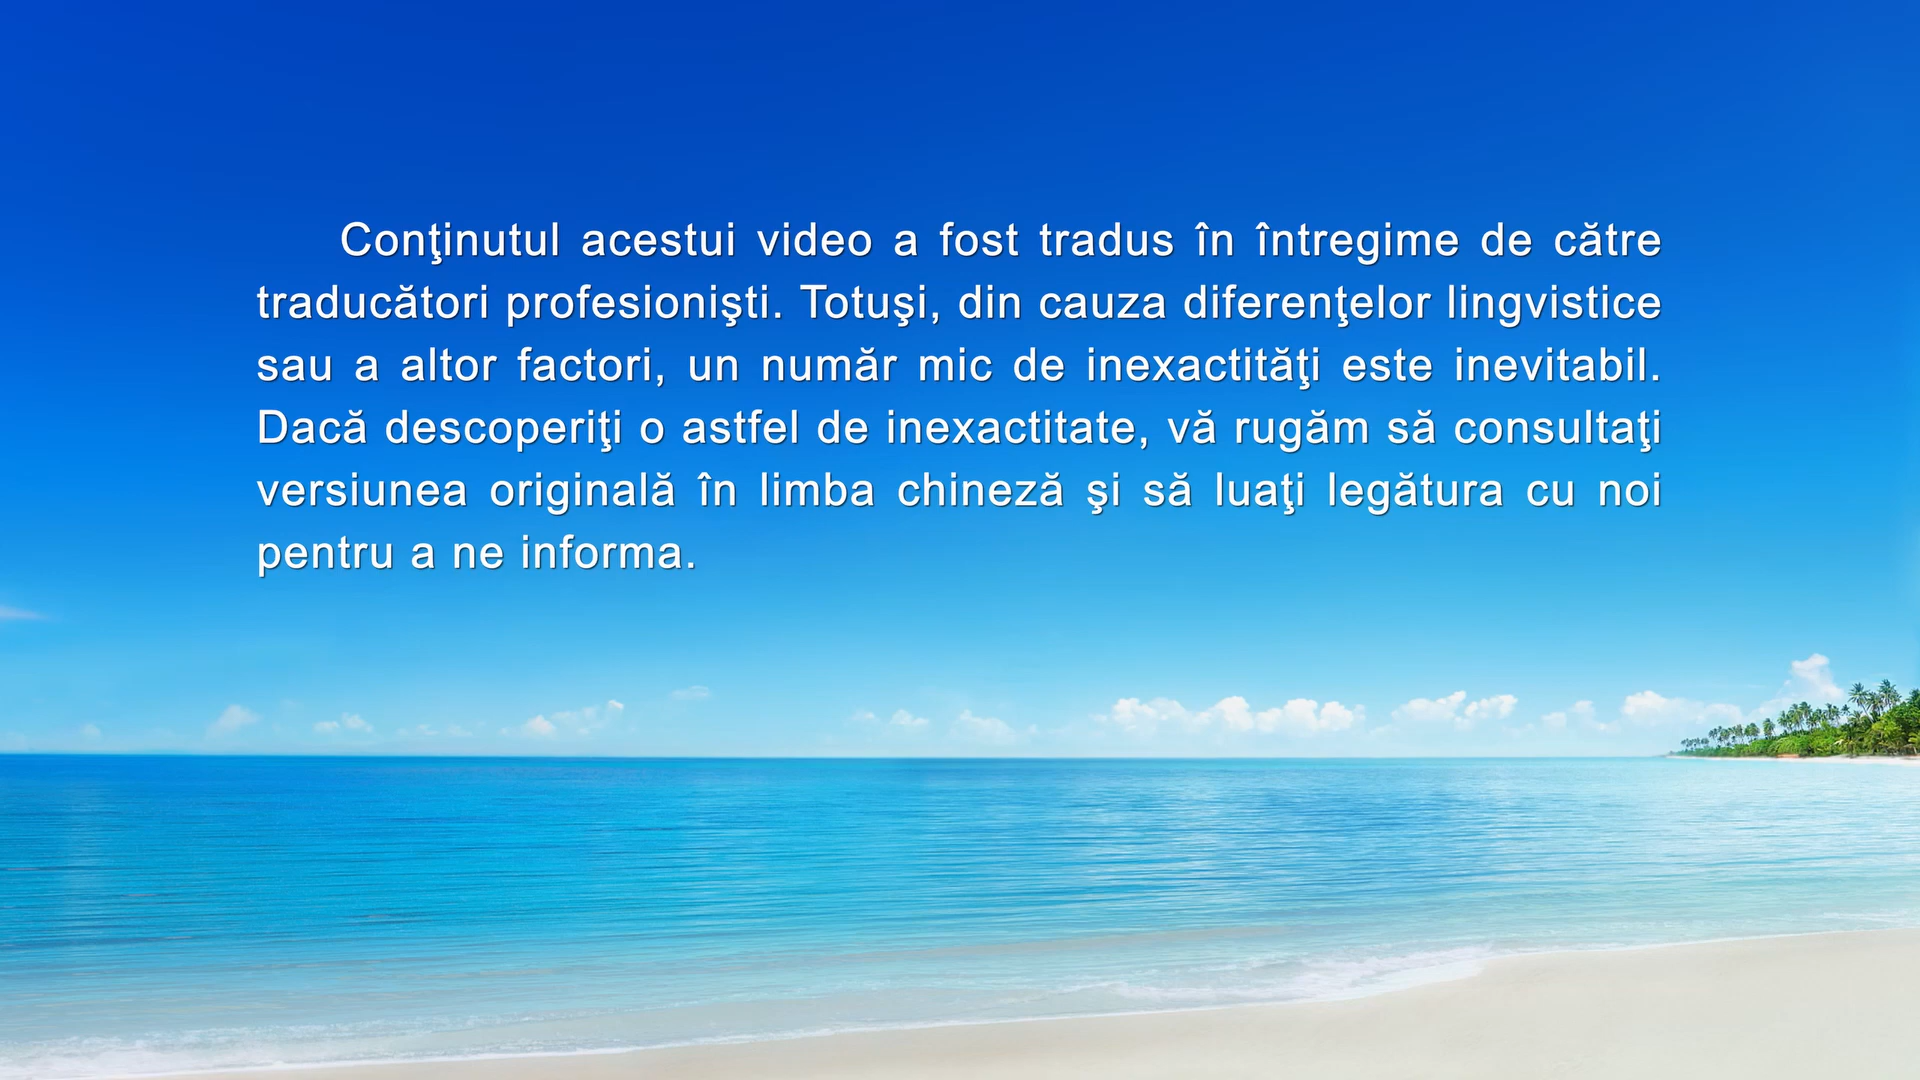 Conţinutul acestui video a fost tradus în întregime de către
traducători profesionişti. Totuşi, din cauza diferenţelor lingvistice
sau a altor factori, un număr mic de inexactităţi este inevitabil.
Dacă descoperiţi o astfel de inexactitate, vă rugăm să consultaţi
versiunea originală în limba chineză şi să luaţi legătura cu noi
pentru a ne informa.